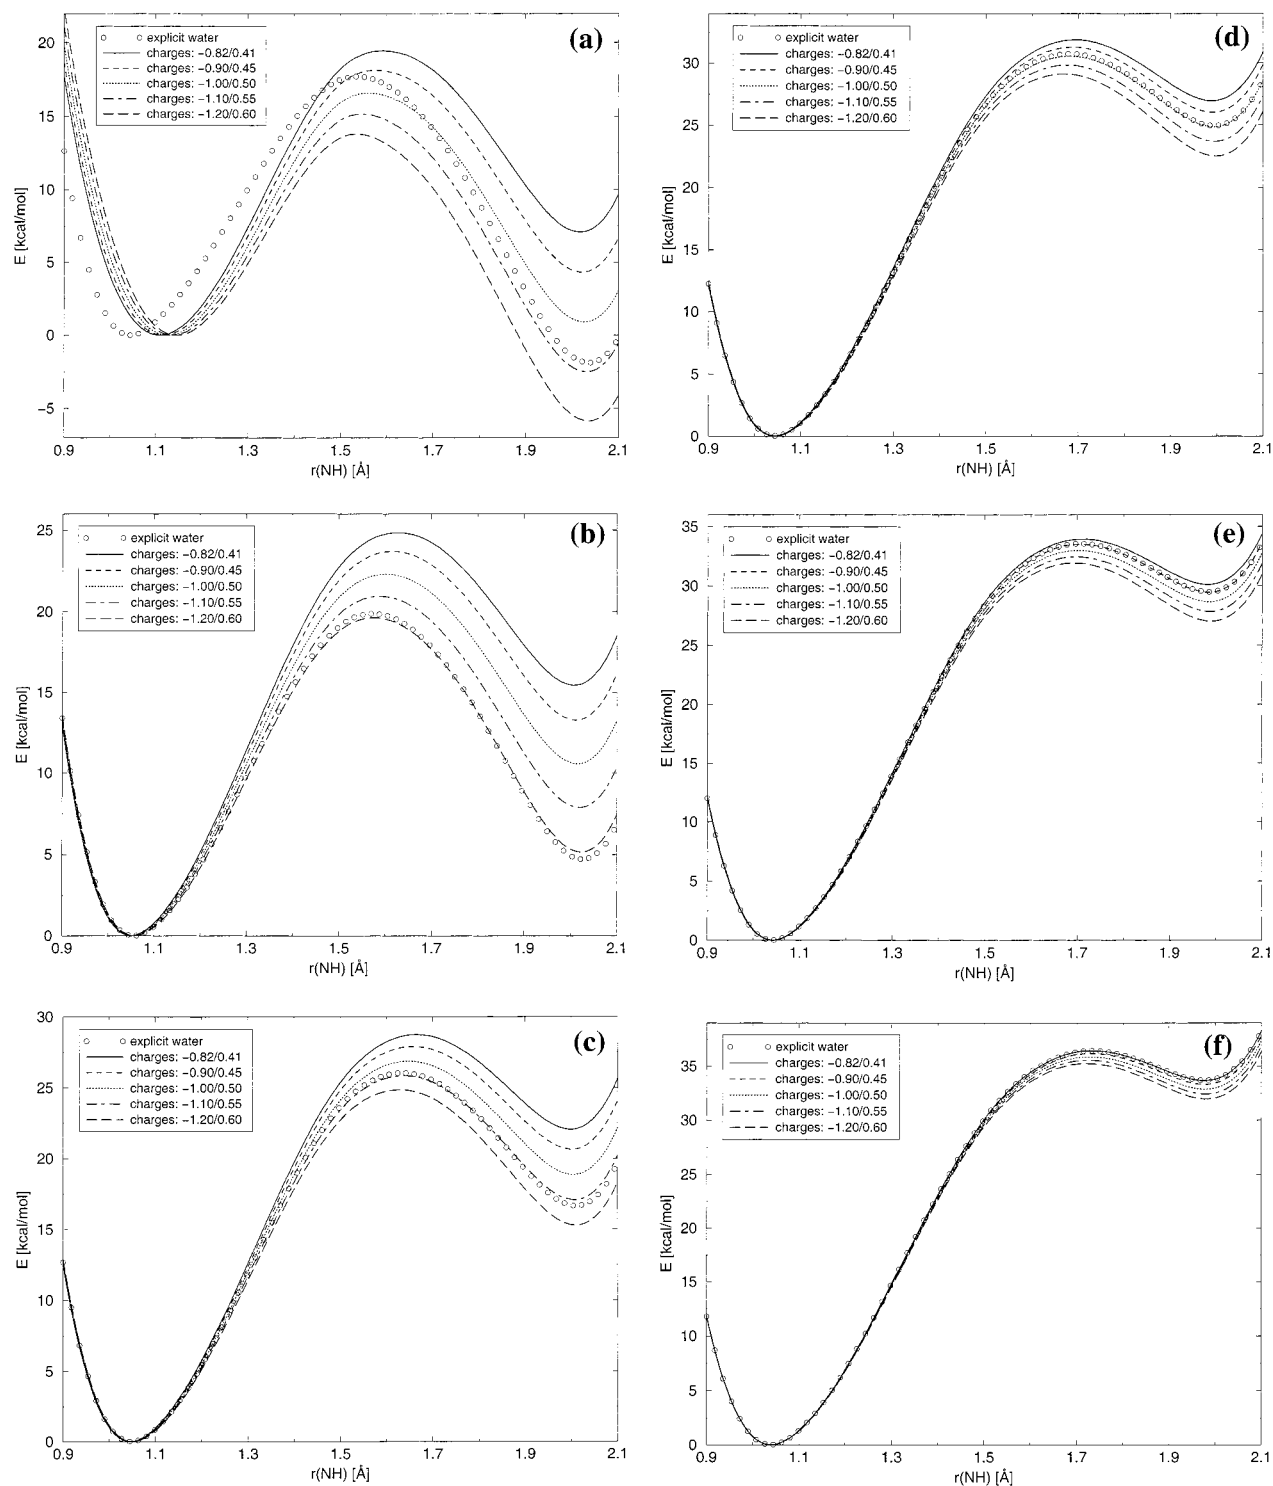 (a)
explicit water
charges: −0.82/0.41
charges: −0.90/0.45
charges: −1.00/0.50
charges: −1.10/0.55
charges: −1.20/0.60
20
15
10
5
0
−5
E [kcal/mol]
0.9 1.1 1.3 1.5 1.7 1.9 2.1
r(NH) [Å]
(d)
explicit water
charges: −0.82/0.41
charges: −0.90/0.45
charges: −1.00/0.50
charges: −1.10/0.55
charges: −1.20/0.60
30
25
20
15
10
5
0
E [kcal/mol]
0.9 1.1 1.3 1.5 1.7 1.9 2.1
r(NH) [Å]
(b)
explicit water
charges: −0.82/0.41
charges: −0.90/0.45
charges: −1.00/0.50
charges: −1.10/0.55
charges: −1.20/0.60
25
20
15
10
5
0
E [kcal/mol]
0.9 1.1 1.3 1.5 1.7 1.9 2.1
r(NH) [Å]
(e)
explicit water
charges: −0.82/0.41
charges: −0.90/0.45
charges: −1.00/0.50
charges: −1.10/0.55
charges: −1.20/0.60
35
30
25
20
15
10
5
0
E [kcal/mol]
0.9 1.1 1.3 1.5 1.7 1.9 2.1
r(NH) [Å]
(c)
explicit water
charges: −0.82/0.41
charges: −0.90/0.45
charges: −1.00/0.50
charges: −1.10/0.55
charges: −1.20/0.60
30
25
20
15
10
5
0
E [kcal/mol]
0.9 1.1 1.3 1.5 1.7 1.9 2.1
r(NH) [Å]
(f)
explicit water
charges: −0.82/0.41
charges: −0.90/0.45
charges: −1.00/0.50
charges: −1.10/0.55
charges: −1.20/0.60
35
30
25
20
15
10
5
0
E [kcal/mol]
0.9 1.1 1.3 1.5 1.7 1.9 2.1
r(NH) [Å]